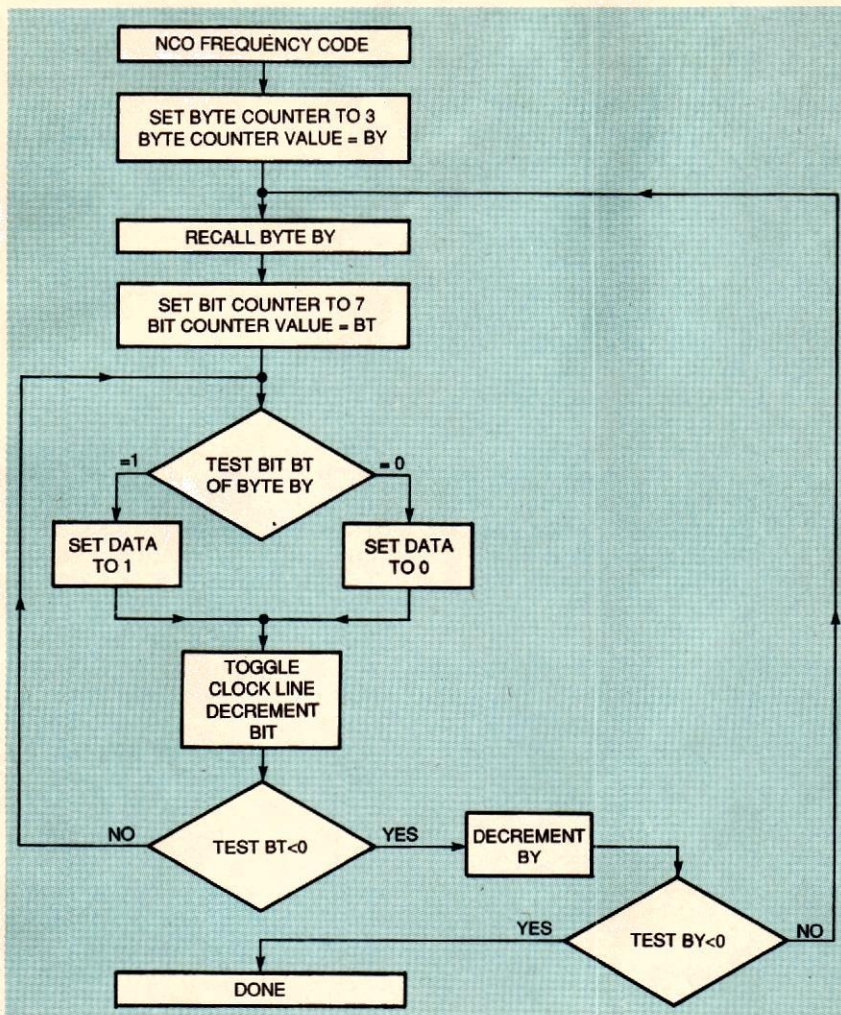 NCO FREQUENCY CODE
SET BYTE COUNTER TO 3
BYTE COUNTER VALUE = BY
RECALL BYTE BY
SET BIT COUNTER TO 7
BIT COUNTER VALUE = BT
=1
TEST BIT BT
OF BYTE BY
= 0
SET DATA
TO 1
SET DATA
TO 0
TOGGLE
CLOCK LINE
DECREMENT
BIT
NO
TEST BT<0
YES
DECREMENT
BY
YES
TEST BY<0
NO
DONE